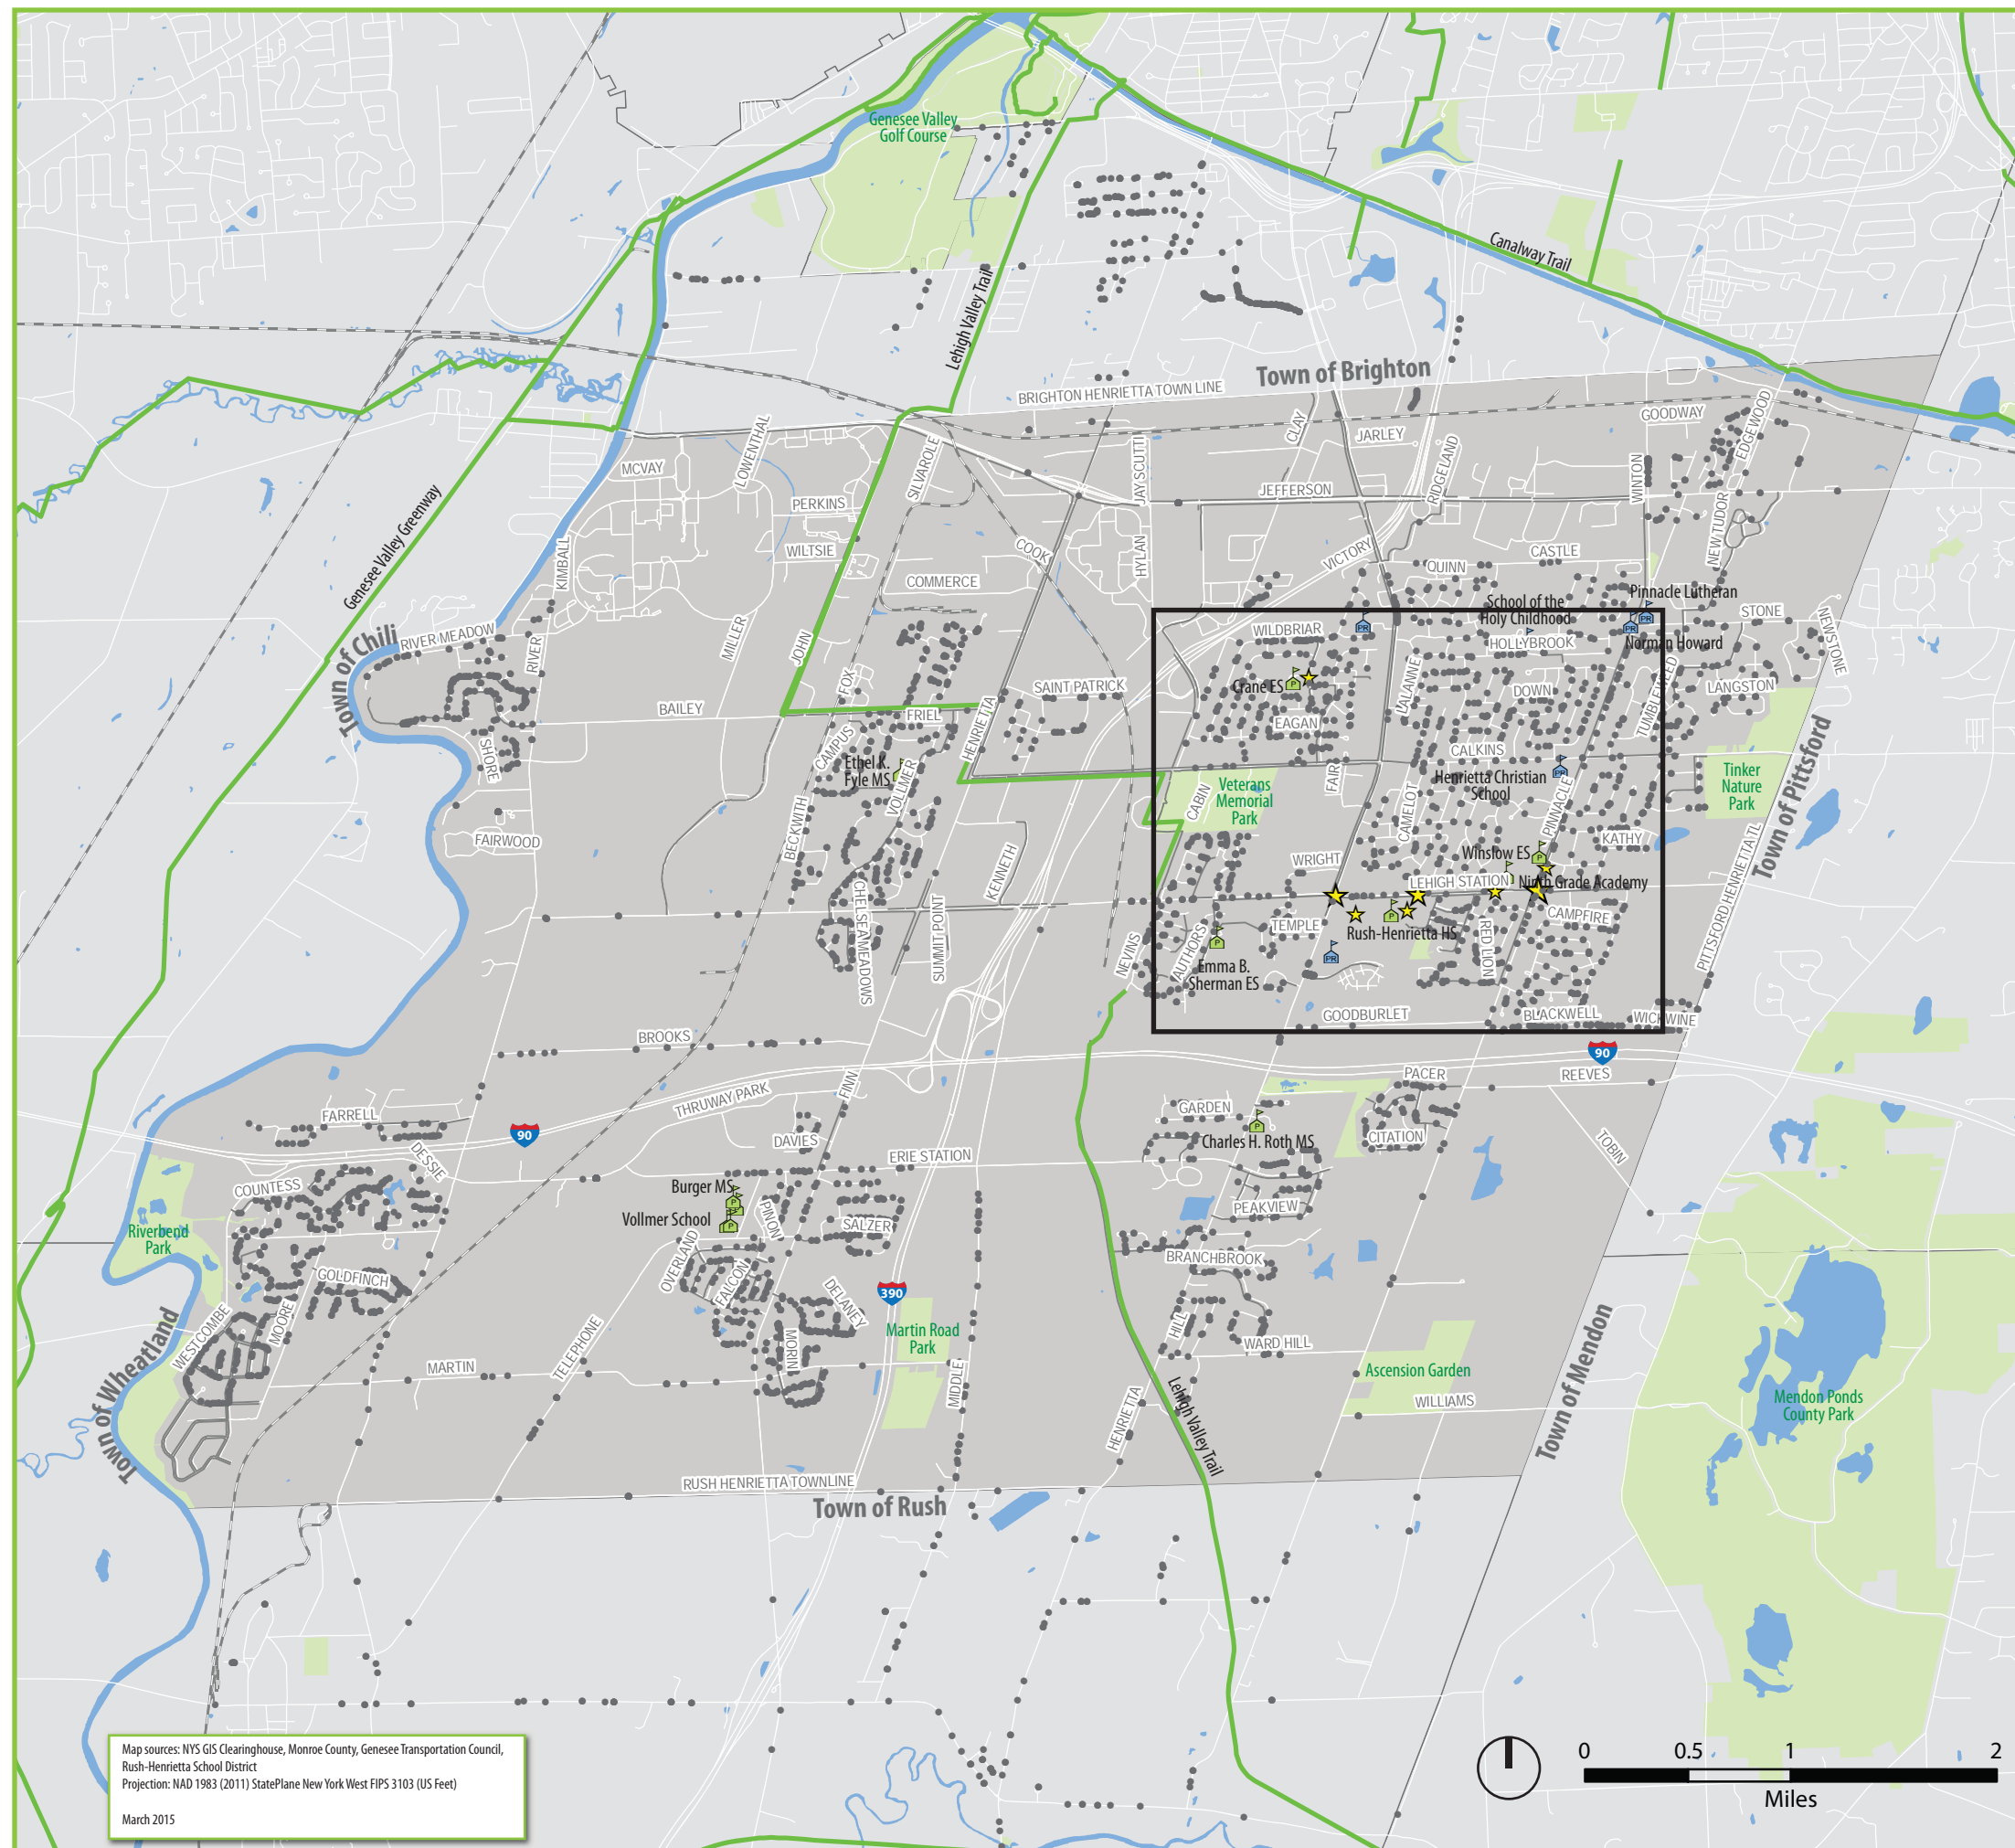 Genesee Valley
Golf Course
Canalway Trail
Lehigh Valley Trail
Town of Brighton
BRIGHTON HENRIETTA TOWN LINE
GOODWAY
EDGEWOOD
CLAY
JARLEY
RIDGELAND
LOWENTHAL
SILVAROLE
JAY SCUTTI
MCVAY
WINTON
JEFFERSON
PERKINS
NEW TUDOR
Genesee Valley Greenway
KIMBALL
WILTSIE
COOK
HYLAN
VICTORY
CASTLE
QUINN
COMMERCE
Pinnacle Lutheran
School of the
Holy Childhood
STONE
NEWSTONE
Town of Chili
RIVER MEADOW
RIVER
MILLER
JOHN
WILDBRIAR
PR
PR
PR
HOLLYBROOK
Norman Howard
FOX
SAINT PATRICK
Crane ES
P
LALANNE
DOWN
TUMBLEWEED
LANGSTON
BAILEY
FRIEL
HENRIETTA
EAGAN
CAMPUS
CALKINS
SHORE
Ethel K.
Fyle MS
VOLLMER
FAIR
Henrietta Christian
School
PR
Tinker
Nature
Park
Town of Pittsford
Veterans
Memorial
Park
CABIN
CAMELOT
PINNACLE
BECKWITH
FAIRWOOD
KATHY
WRIGHT
Winslow ES
P
KENNETH
LEHIGH STATION
Ninth Grade Academy
CHELSEAMEADOWS
SUMMIT POINT
PITTSFORD HENRIETTA TL
CAMPFIRE
TEMPLE
P
Rush-Henrietta HS
RED LION
NEVINS
AUTHORS
P
PR
Emma B.
Sherman ES
GOODBURLET
BLACKWELL
WICKWINE
BROOKS
90
REEVES
PACER
THRUWAY PARK
FINN
GARDEN
P
Charles H. Roth MS
CITATION
FARRELL
90
DAVIES
TOBIN
DESSIE
ERIE STATION
COUNTESS
Burger MS
P
Vollmer School
P
PINON
SALZER
PEAKVIEW
Riverbend
Park
OVERLAND
BRANCHBROOK
GOLDFINCH
FALCON
DELANEY
390
MOORE
WESTCOMBE
Martin Road
Park
HILL
WARD HILL
TELEPHONE
MORIN
Town of Wheatland
MARTIN
MIDDLE
Ascension Garden
Town of Mendon
WILLIAMS
Mendon Ponds
County Park
HENRIETTA
Lehigh Valley Trail
RUSH HENRIETTA TOWNLINE
Town of Rush
Map sources: NYS GIS Clearinghouse, Monroe County, Genesee Transportation Council,
Rush-Henrietta School District
Projection: NAD 1983 (2011) StatePlane New York West FIPS 3103 (US Feet)
March 2015
0 0.5 1 2
Miles